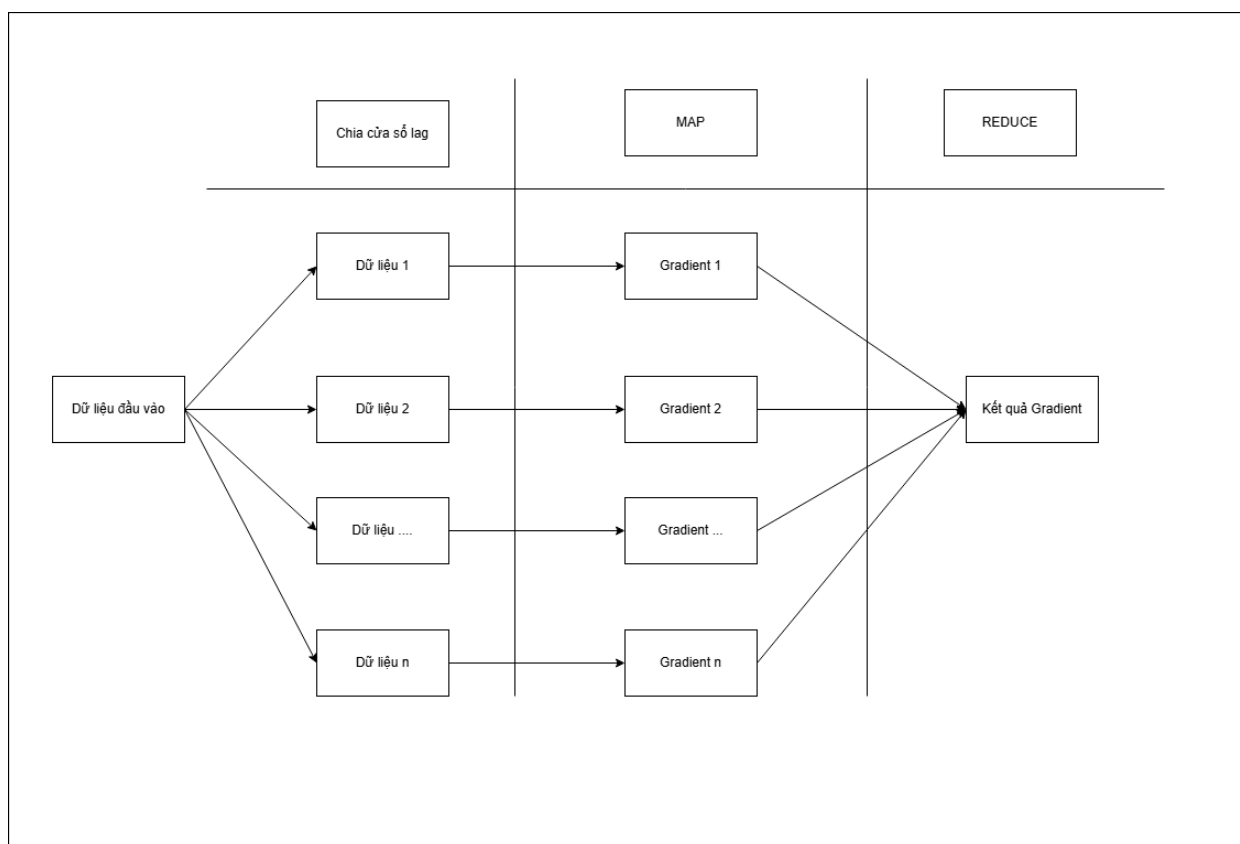 Chia cửa sổ lag
MAP
REDUCE
Dữ liệu 1
Gradient 1
Dữ liệu đầu vào
Dữ liệu 2
Gradient 2
Kết quả Gradient
Dữ liệu ....
Gradient ...
Dữ liệu n
Gradient n